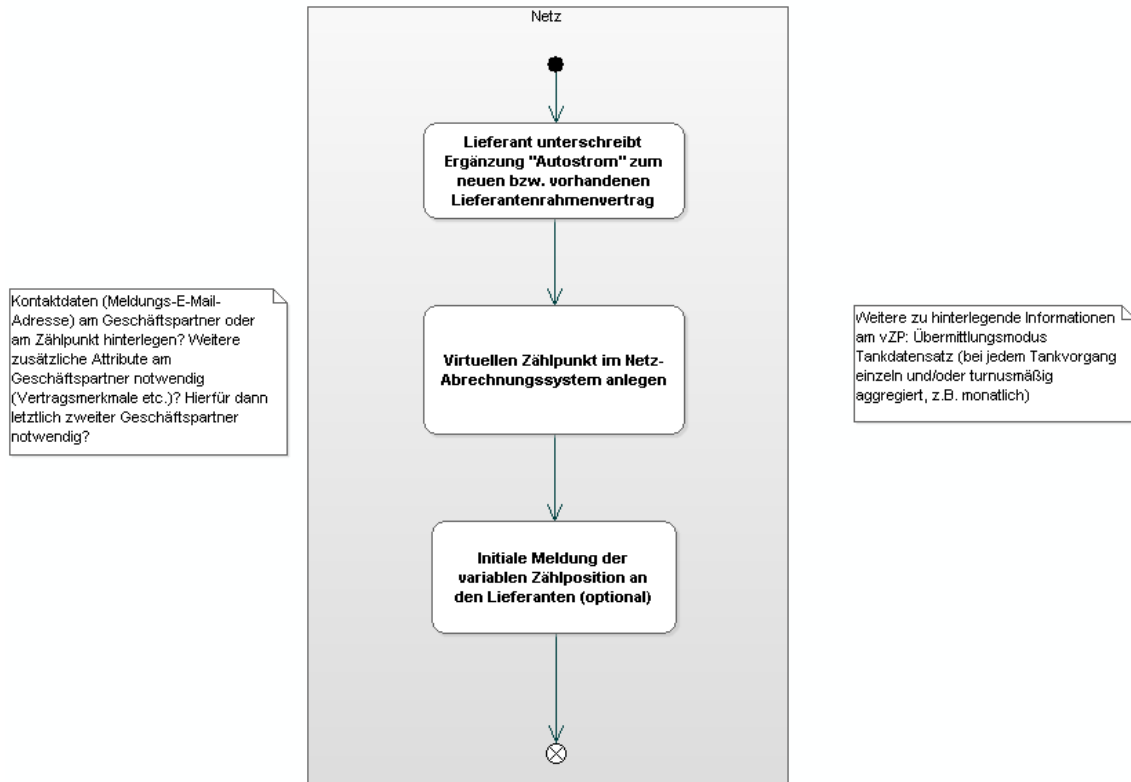 Netz
Lieferant unterschreibt
Ergänzung "Autostrom" zum
neuen bzw. vorhandenen
Lieferantenrahmenvertrag
Kontaktdaten (Meldungs-E-Mail-
Adresse) am Geschäftspartner oder
am Zählpunkt hinterlegen? Weitere
zusätzliche Attribute am
Geschäftspartner notwendig
(Vertragsmerkmale etc.)? Hierfür dann
letztlich zweiter Geschäftspartner
notwendig?
Virtuellen Zählpunkt im Netz-
Abrechnungssystem anlegen
Weitere zu hinterlegende Informationen
am vZP: Übermittlungsmodus
Tankdatensatz (bei jedem Tankvorgang
einzeln und/oder turnusmäßig
aggregiert, z.B. monatlich)
Initiale Meldung der
variablen Zählposition an
den Lieferanten (optional)